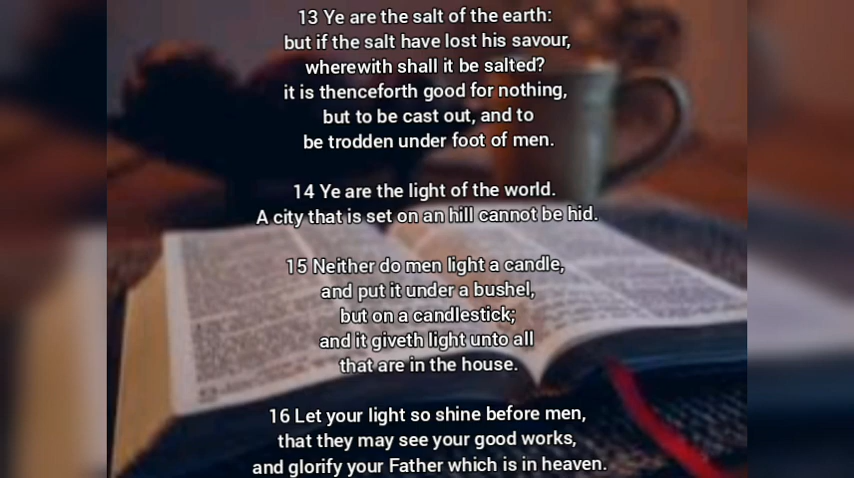 13 Ye are the salt of the earth:
but if the salt have lost his savour,
wherewith shall it be salted?
it is thenceforth good for nothing,
but to be cast out, and to
be trodden under foot of men.
14 Ye are the light of the world.
A city that is set on an hill cannot be hid.
15 Neither do men light a candle,
and put it under a bushel,
but on a candlestick;
and it giveth light unto all
that are in the house.
16 Let your light so shine before men,
that they may see your good works,
and glorify your Father which is in heaven.